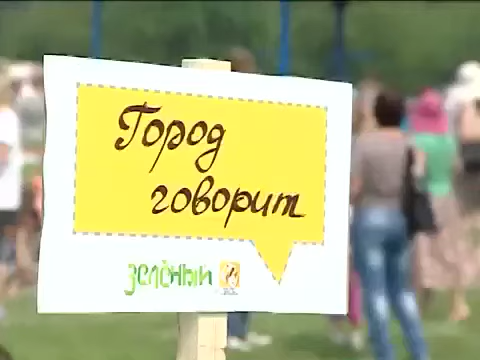 Город
говорит
зелёный